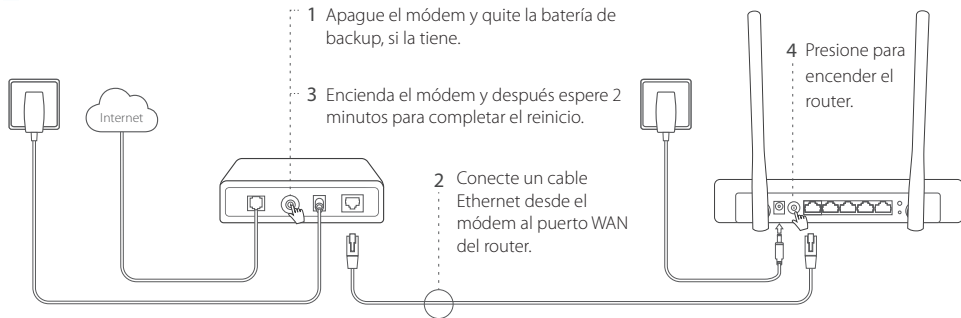 1 Apague el módem y quite la batería de
backup, si la tiene.
3 Encienda el módem y después espere 2
minutos para completar el reinicio.
Internet
2 Conecte un cable
Ethernet desde el
módem al puerto WAN
del router.
4 Presione para
encender el
router.